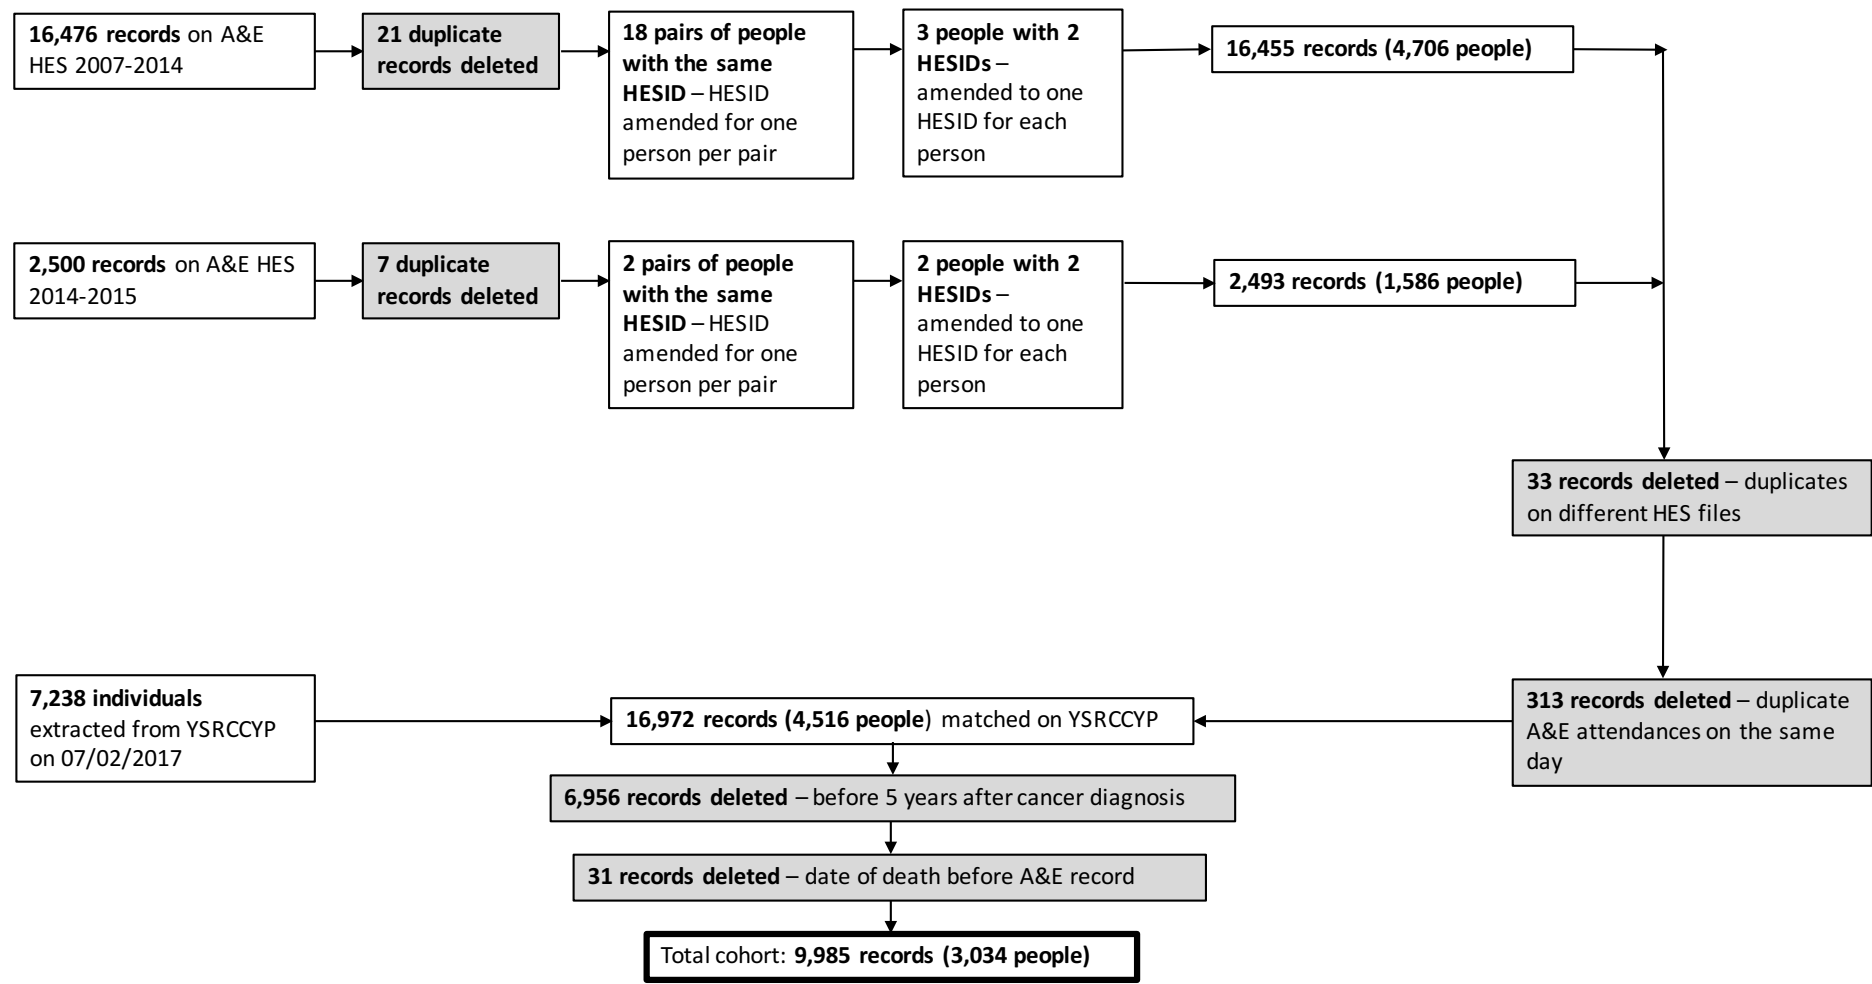 16,476 records on A&E
HES 2007-2014
21 duplicate
records deleted
18 pairs of people
with the same
HESID – HESID
amended for one
person per pair
3 people with 2
HESIDs –
amended to one
HESID for each
person
16,455 records (4,706 people)
2,500 records on A&E HES
2014-2015
7 duplicate
records deleted
2 pairs of people
with the same
HESID – HESID
amended for one
person per pair
2 people with 2
HESIDs –
amended to one
HESID for each
person
2,493 records (1,586 people)
33 records deleted – duplicates
on different HES files
313 records deleted – duplicate
A&E attendances on the same
day
7,238 individuals
extracted from YSRCCYP
on 07/02/2017
16,972 records (4,516 people) matched on YSRCCYP
6,956 records deleted – before 5 years after cancer diagnosis
31 records deleted – date of death before A&E record
Total cohort: 9,985 records (3,034 people)